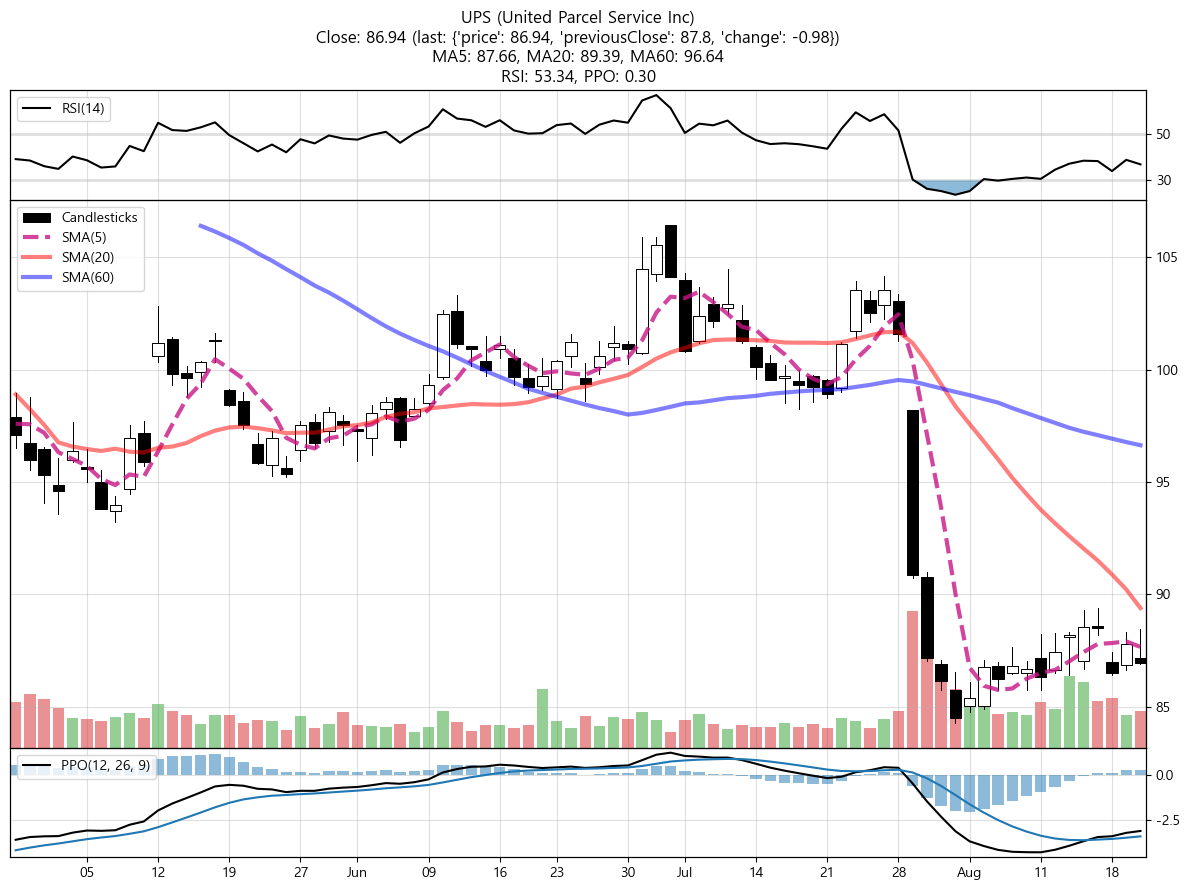 UPS (United Parcel Service Inc)
Close: 86.94 (last: {'price': 86.94, 'previousClose': 87.8, 'change': -0.98})
MA5: 87.66, MA20: 89.39, MA60: 96.64
RSI: 53.34, PPO: 0.30
RSI(14)
50
30
Candlesticks
SMA(5)
SMA(20)
SMA(60)
105
100
95
90
85
PPO(12, 26, 9)
0.0
-2.5
05 12 19 27 Jun 09 16 23 30 Jul 14 21 28 Aug 11 18